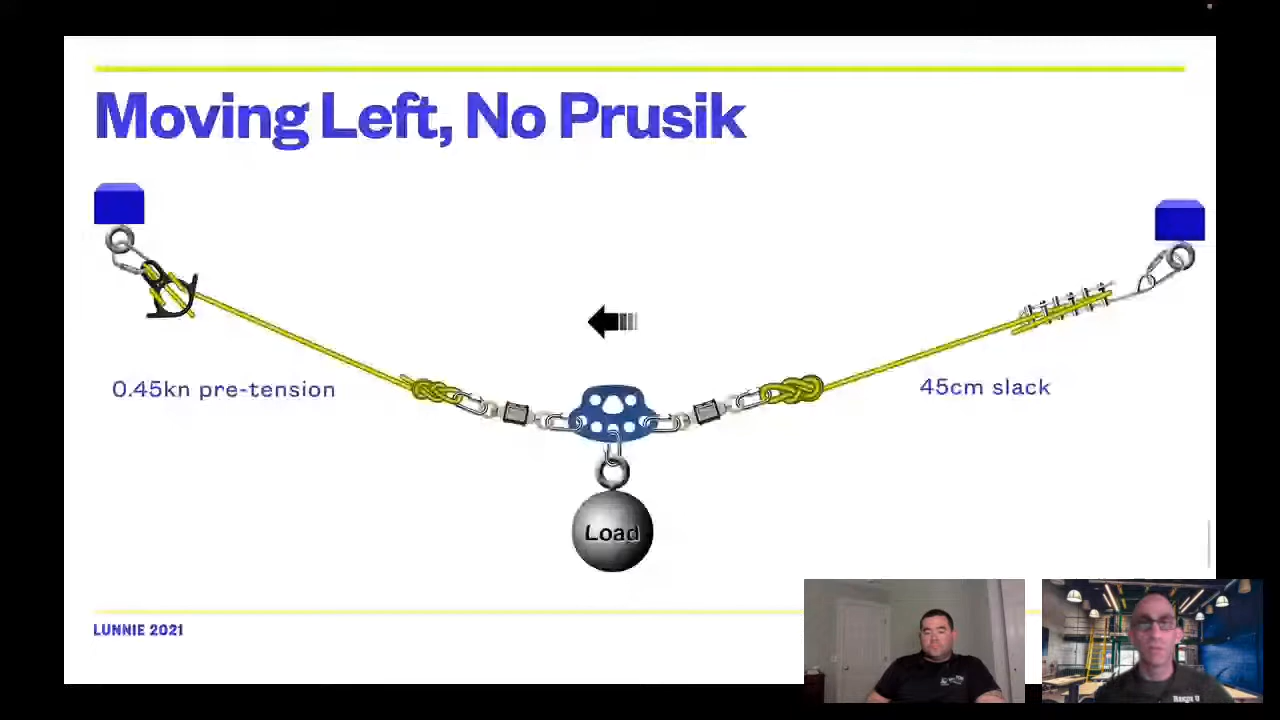 Moving Left, No Prusik
0.45kn pre-tension
45cm slack
Load
LUNNIE 2021